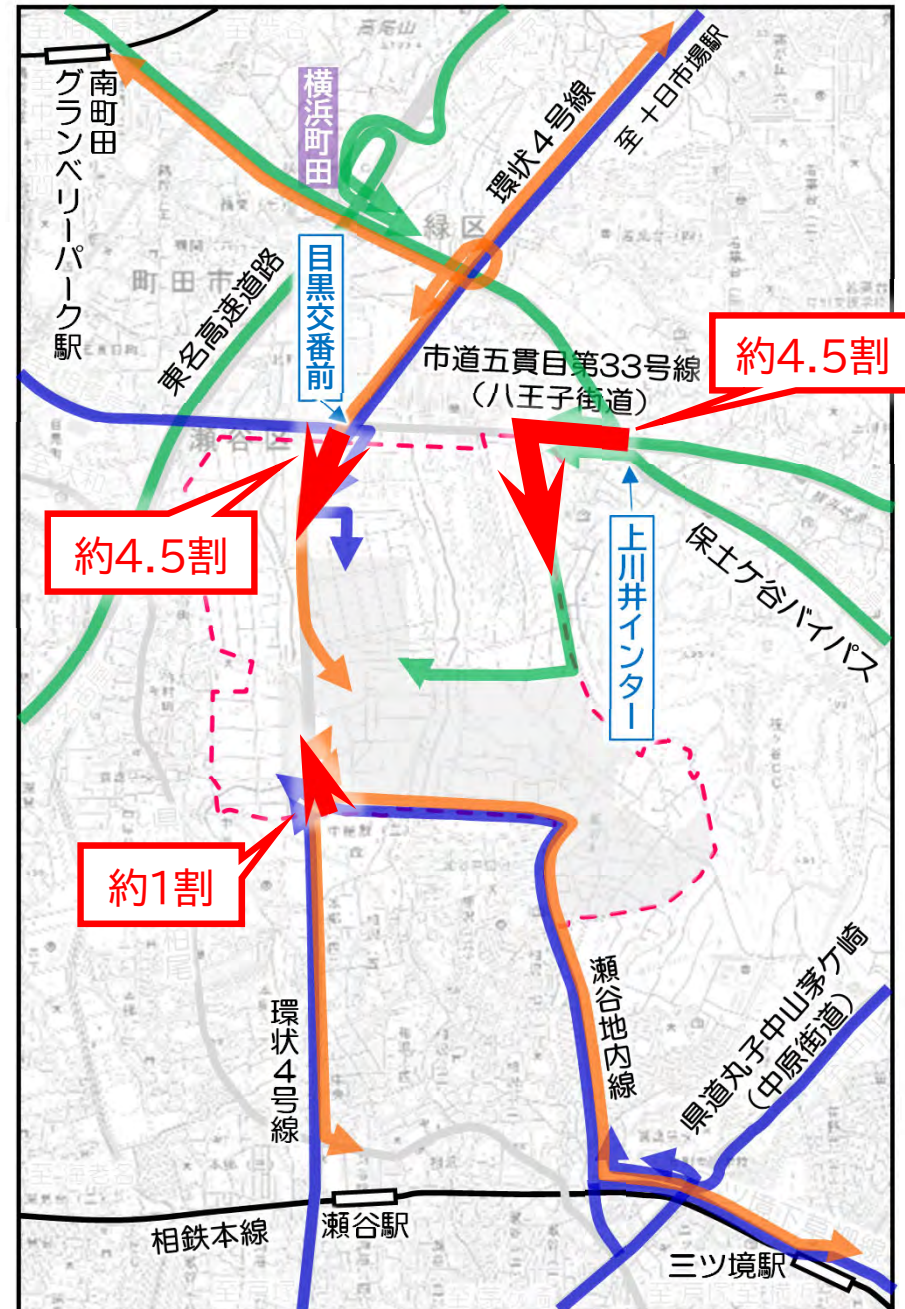 高尾山
南町田
グランベリーパーク駅
横浜町田
環状4号線
至 十日市場駅
緑区
町田市
東名高速道路
目黒交番前
市道五貫目第33号線
(八王子街道)
約4.5割
瀬谷区
約4.5割
上川井インター
保土ケ谷バイパス
約1割
環状4号線
瀬谷地内線
県道丸子中山茅ケ崎
(中原街道)
相鉄本線
瀬谷駅
三ツ境駅